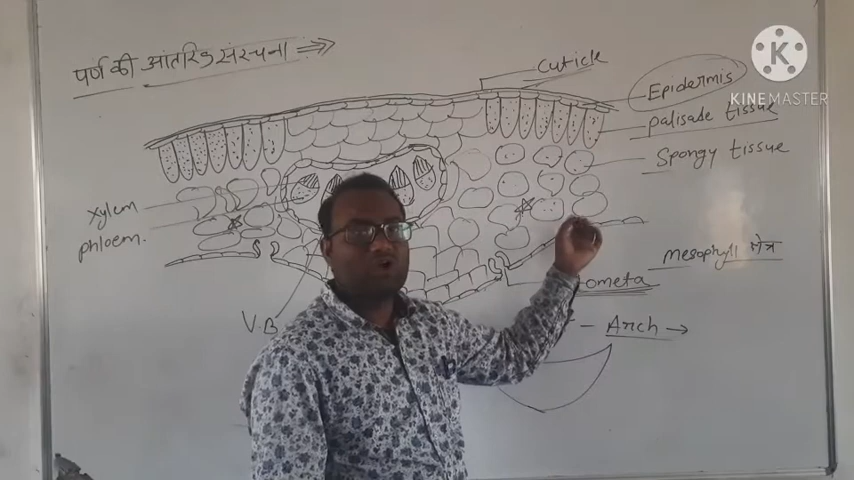 पर्ण की आंतरिक संरचना
Cuticle
Epidermis
palisade tissue
Spongy tissue
xylem
phloem.
Mesophyll नेत्र
ometa
V.B
- Arch
K
KINEMASTER